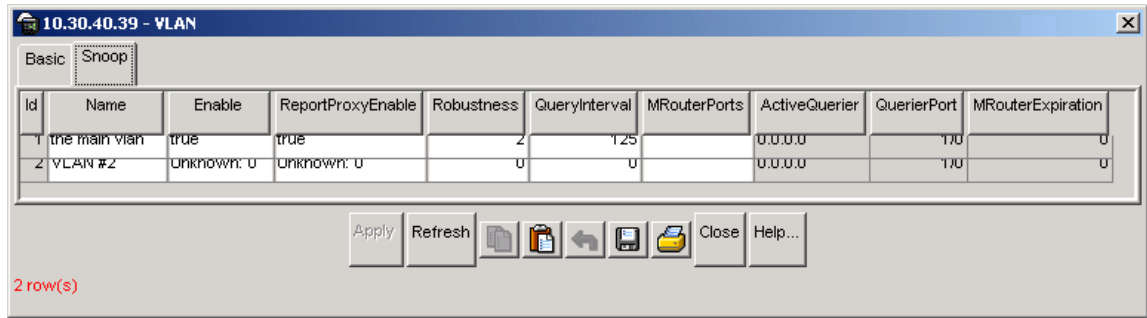 10.30.40.39 - VLAN
Basic Snoop
Id Name Enable ReportProxyEnable Robustness QueryInterval MRouterPorts ActiveQuerier QuerierPort MRouterExpiration
1 the main vlan true true 2 125 0.0.0.0 1/0 0
2 VLAN #2 Unknown: 0 Unknown: 0 0 0 0.0.0.0 1/0 0
Apply Refresh Close Help...
2 row(s)